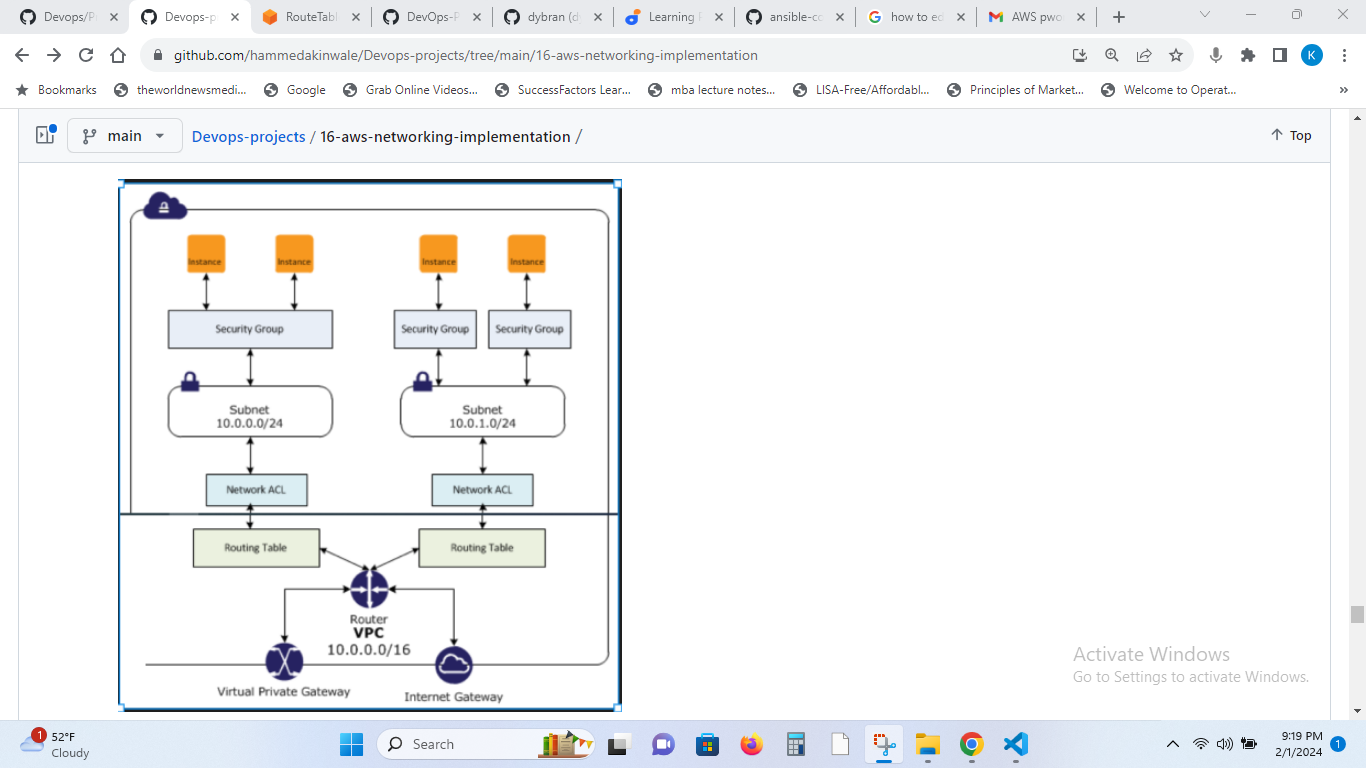 Devops/P
Devops-p
RouteTabl
DevOps-P
dybran (d
Learning
ansible-co
how to ed
AWS pwo
github.com/hammedakinwale/Devops-projects/tree/main/16-aws-networking-implementation
K
Bookmarks
theworldnewsmedi...
Google
Grab Online Videos...
SuccessFactors Lear...
mba lecture notes...
LISA-Free/Affordabl...
Principles of Market...
Welcome to Operat...
»
main
Devops-projects / 16-aws-networking-implementation /
Top
Instance
Instance
Instance
Instance
Security Group
Security Group
Security Group
Subnet
10.0.0.0/24
Subnet
10.0.1.0/24
Network ACL
Network ACL
Routing Table
Routing Table
Router
VPC
10.0.0.0/16
Virtual Private Gateway
Internet Gateway
Activate Windows
Go to Settings to activate Windows.
1
52°F
Cloudy
Search
9:19 PM
2/1/2024
1